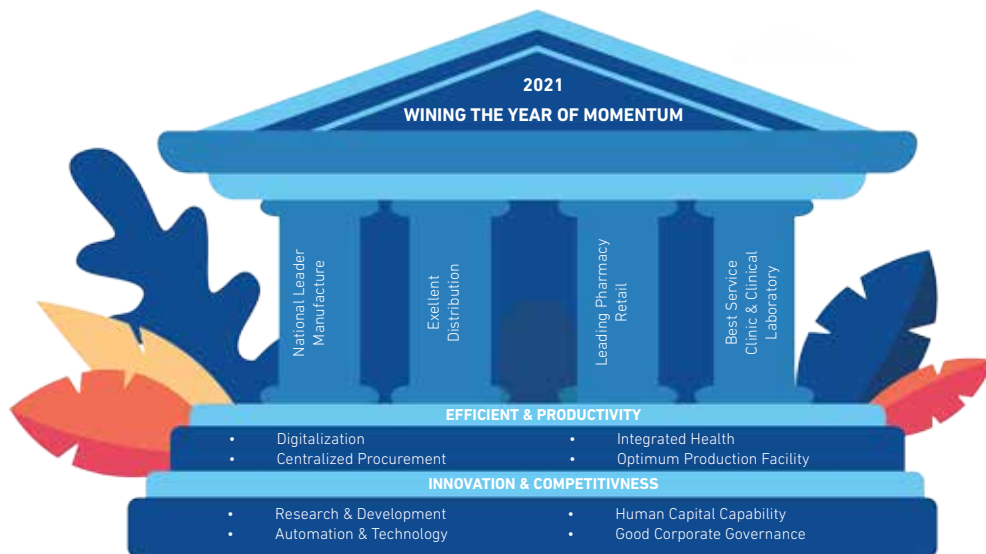 2021
WINING THE YEAR OF MOMENTUM
National Leader
Manufacture
Exellent
Distribution
Leading Pharmacy
Retail
Best Service
Clinic & Clinical
Laboratory
EFFICIENT & PRODUCTIVITY
• Digitalization
• Centralized Procurement
• Integrated Health
• Optimum Production Facility
INNOVATION & COMPETITIVNESS
• Research & Development
• Automation & Technology
• Human Capital Capability
• Good Corporate Governance